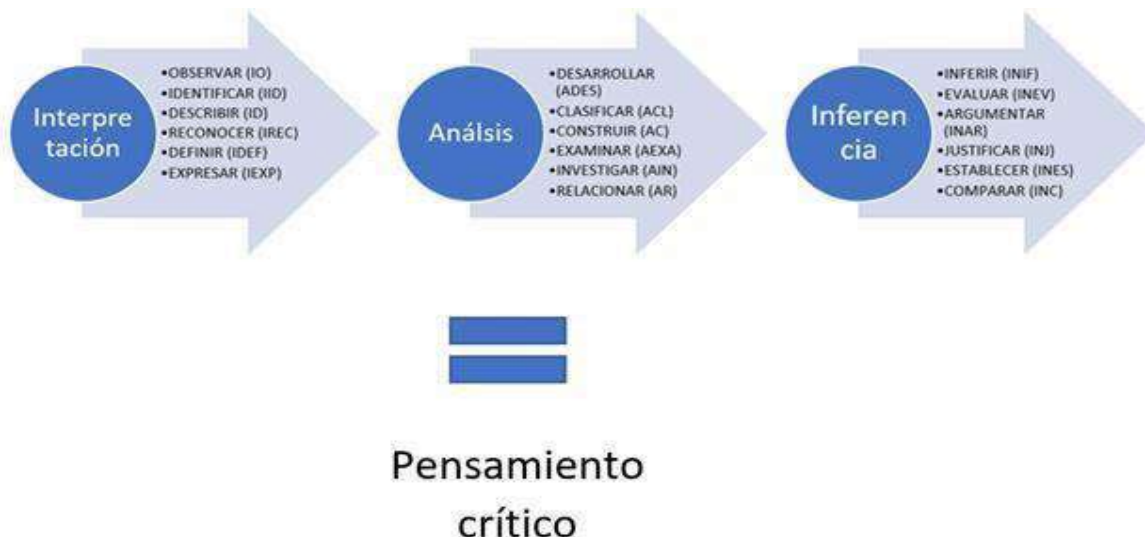 Interpre
tación
•OBSERVAR (IO)
•IDENTIFICAR (IID)
•DESCRIBIR (ID)
•RECONOCER (IREC)
•DEFINIR (IDEF)
•EXPRESAR (IEXP)
Análsis
•DESARROLLAR
(ADES)
•CLASIFICAR (ACL)
•CONSTRUIR (AC)
•EXAMINAR (AEXA)
•INVESTIGAR (AIN)
•RELACIONAR (AR)
Inferen
cia
•INFERIR (INIF)
•EVALUAR (INEV)
•ARGUMENTAR
(INAR)
•JUSTIFICAR (INJ)
•ESTABLECER (INES)
•COMPARAR (INC)
Pensamiento
crítico